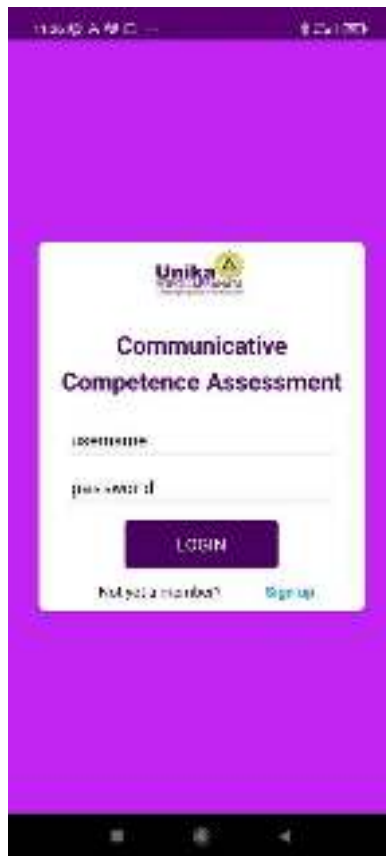 Unika
Communicative
Competence Assessment
username
password
LOGIN
Not yet a member? Sign up